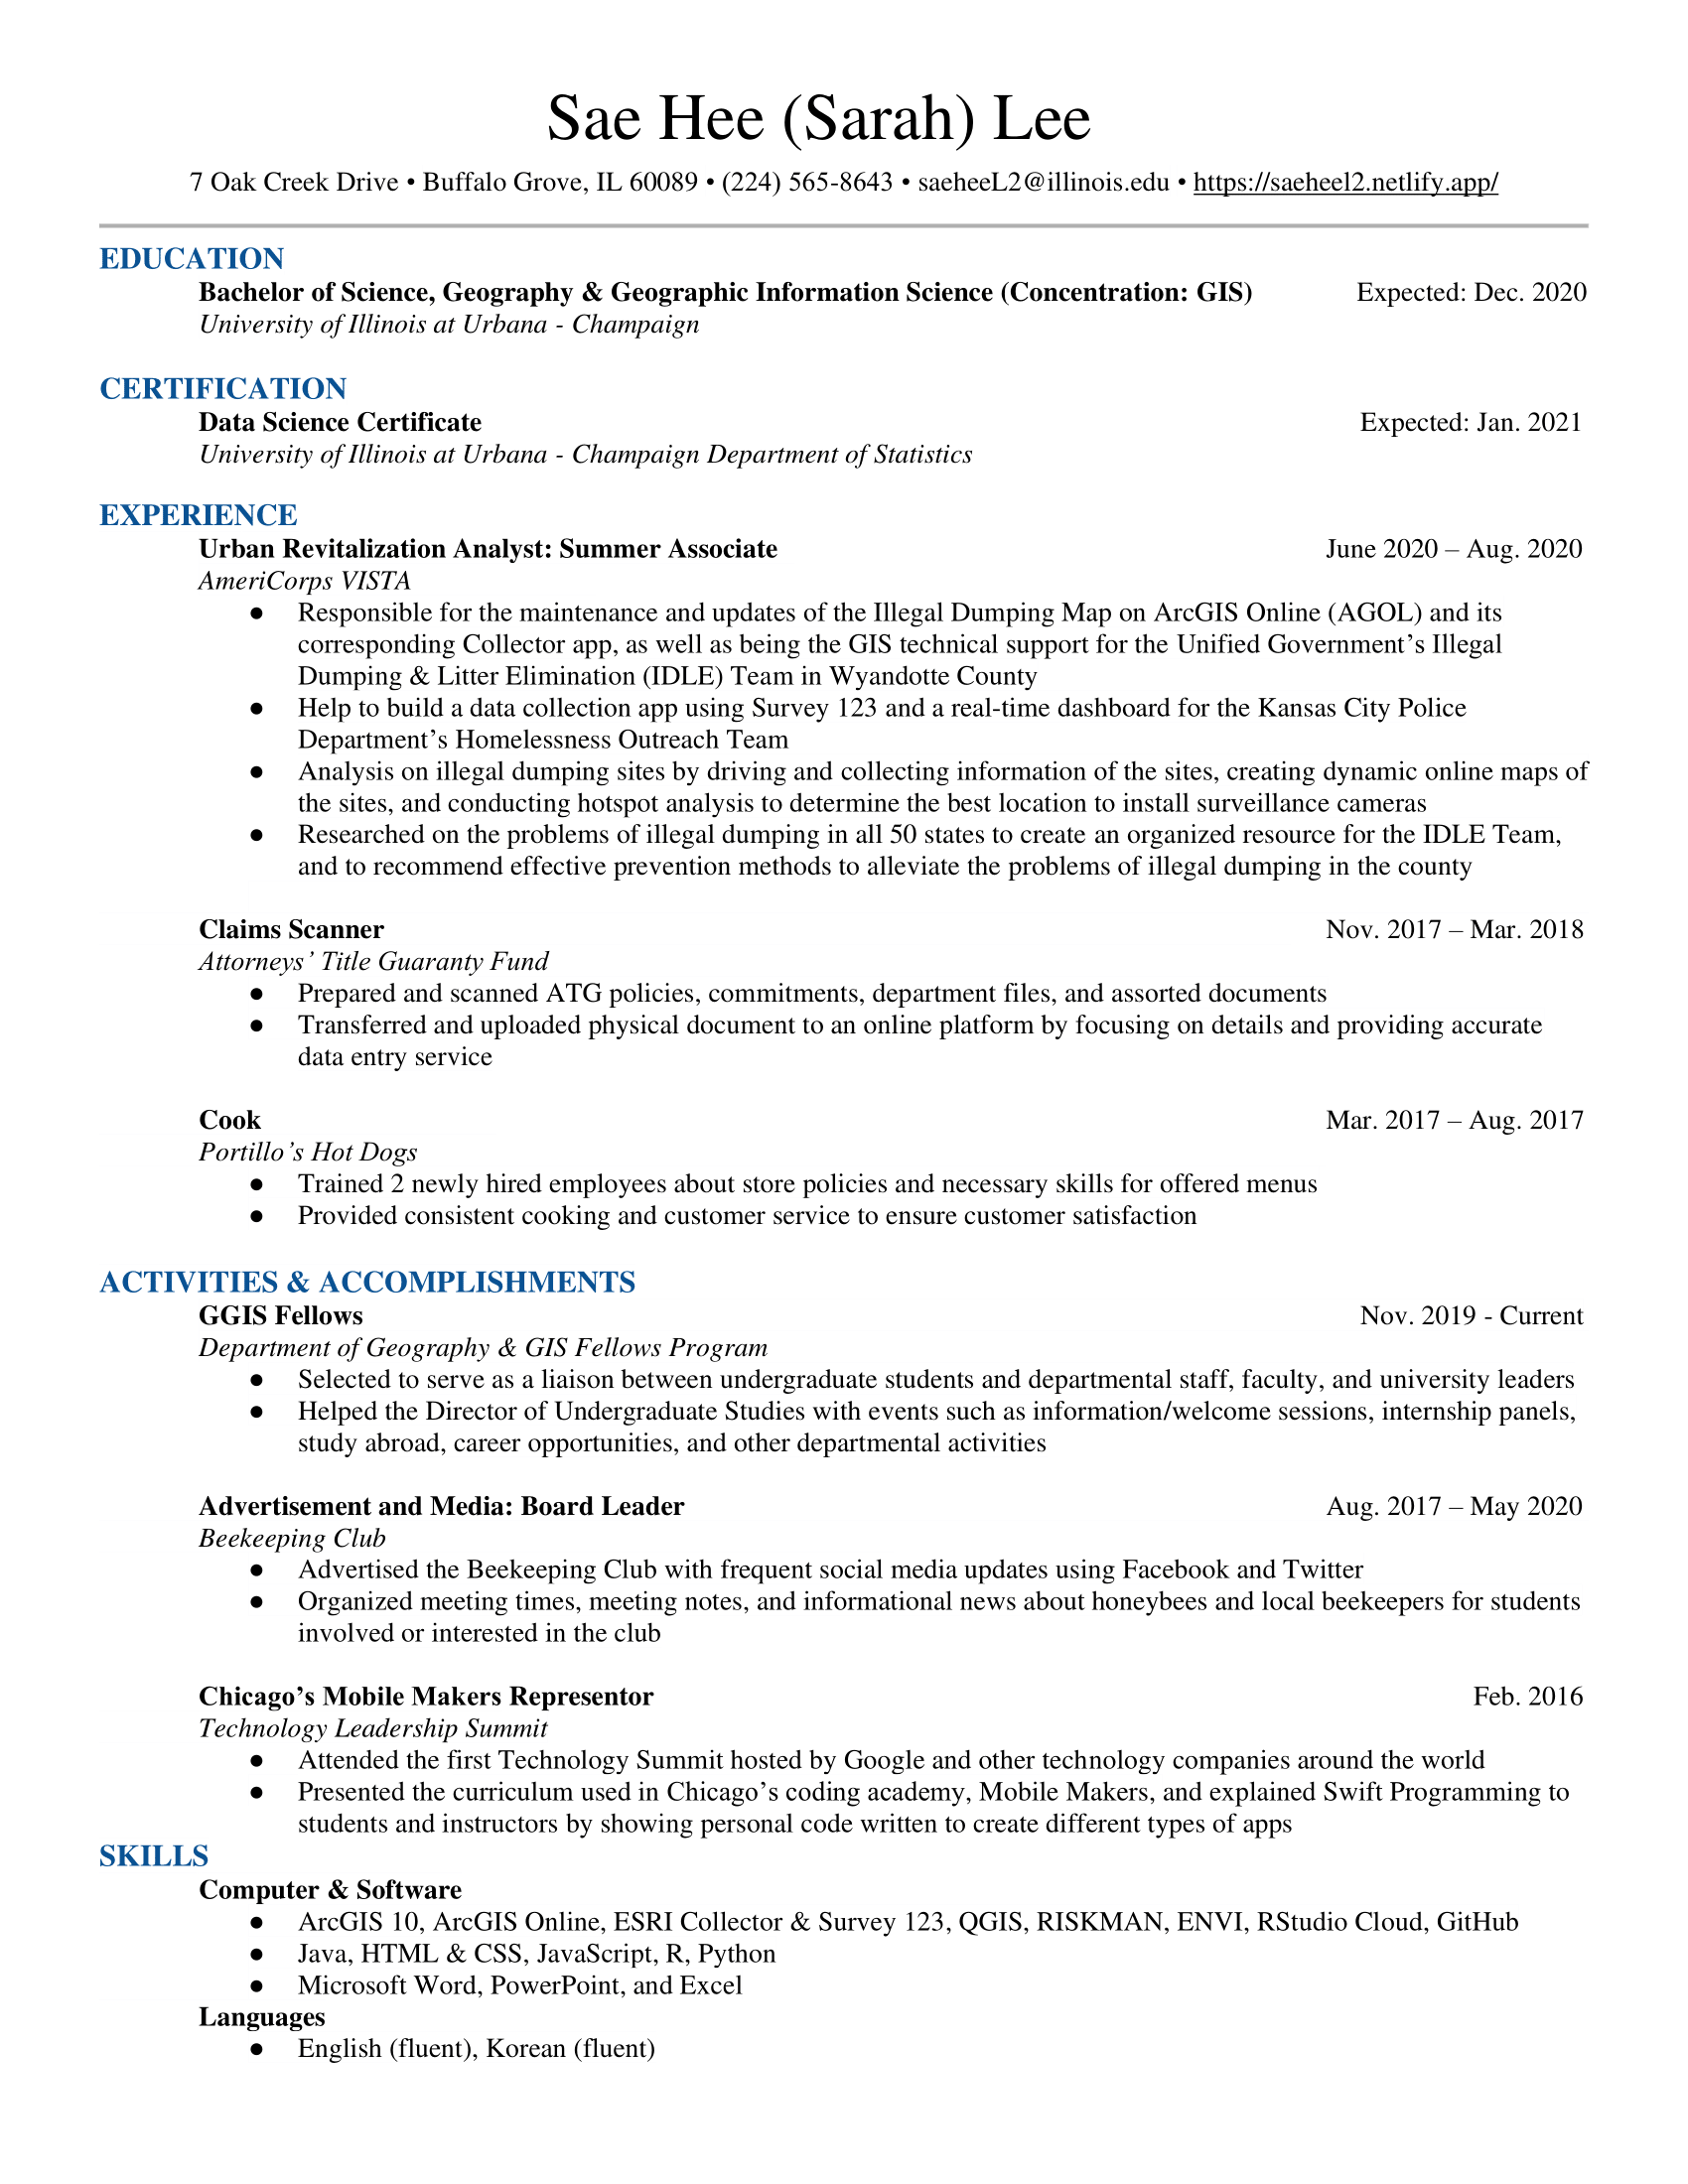 Sae Hee (Sarah) Lee
7 Oak Creek Drive • Buffalo Grove, IL 60089 • (224) 565-8643 • saeheeL2@illinois.edu • https://saeheel2.netlify.app/
EDUCATION
Bachelor of Science, Geography & Geographic Information Science (Concentration: GIS) Expected: Dec. 2020
University of Illinois at Urbana - Champaign
CERTIFICATION
Data Science Certificate Expected: Jan. 2021
University of Illinois at Urbana - Champaign Department of Statistics
EXPERIENCE
Urban Revitalization Analyst: Summer Associate June 2020 – Aug. 2020
AmeriCorps VISTA
● Responsible for the maintenance and updates of the Illegal Dumping Map on ArcGIS Online (AGOL) and its
corresponding Collector app, as well as being the GIS technical support for the Unified Government’s Illegal
Dumping & Litter Elimination (IDLE) Team in Wyandotte County
● Help to build a data collection app using Survey 123 and a real-time dashboard for the Kansas City Police
Department’s Homelessness Outreach Team
● Analysis on illegal dumping sites by driving and collecting information of the sites, creating dynamic online maps of
the sites, and conducting hotspot analysis to determine the best location to install surveillance cameras
● Researched on the problems of illegal dumping in all 50 states to create an organized resource for the IDLE Team,
and to recommend effective prevention methods to alleviate the problems of illegal dumping in the county
Claims Scanner Nov. 2017 – Mar. 2018
Attorneys’ Title Guaranty Fund
● Prepared and scanned ATG policies, commitments, department files, and assorted documents
● Transferred and uploaded physical document to an online platform by focusing on details and providing accurate
data entry service
Cook Mar. 2017 – Aug. 2017
Portillo’s Hot Dogs
● Trained 2 newly hired employees about store policies and necessary skills for offered menus
● Provided consistent cooking and customer service to ensure customer satisfaction
ACTIVITIES & ACCOMPLISHMENTS
GGIS Fellows Nov. 2019 - Current
Department of Geography & GIS Fellows Program
● Selected to serve as a liaison between undergraduate students and departmental staff, faculty, and university leaders
● Helped the Director of Undergraduate Studies with events such as information/welcome sessions, internship panels,
study abroad, career opportunities, and other departmental activities
Advertisement and Media: Board Leader Aug. 2017 – May 2020
Beekeeping Club
● Advertised the Beekeeping Club with frequent social media updates using Facebook and Twitter
● Organized meeting times, meeting notes, and informational news about honeybees and local beekeepers for students
involved or interested in the club
Chicago’s Mobile Makers Representor Feb. 2016
Technology Leadership Summit
● Attended the first Technology Summit hosted by Google and other technology companies around the world
● Presented the curriculum used in Chicago’s coding academy, Mobile Makers, and explained Swift Programming to
students and instructors by showing personal code written to create different types of apps
SKILLS
Computer & Software
● ArcGIS 10, ArcGIS Online, ESRI Collector & Survey 123, QGIS, RISKMAN, ENVI, RStudio Cloud, GitHub
● Java, HTML & CSS, JavaScript, R, Python
● Microsoft Word, PowerPoint, and Excel
Languages
● English (fluent), Korean (fluent)